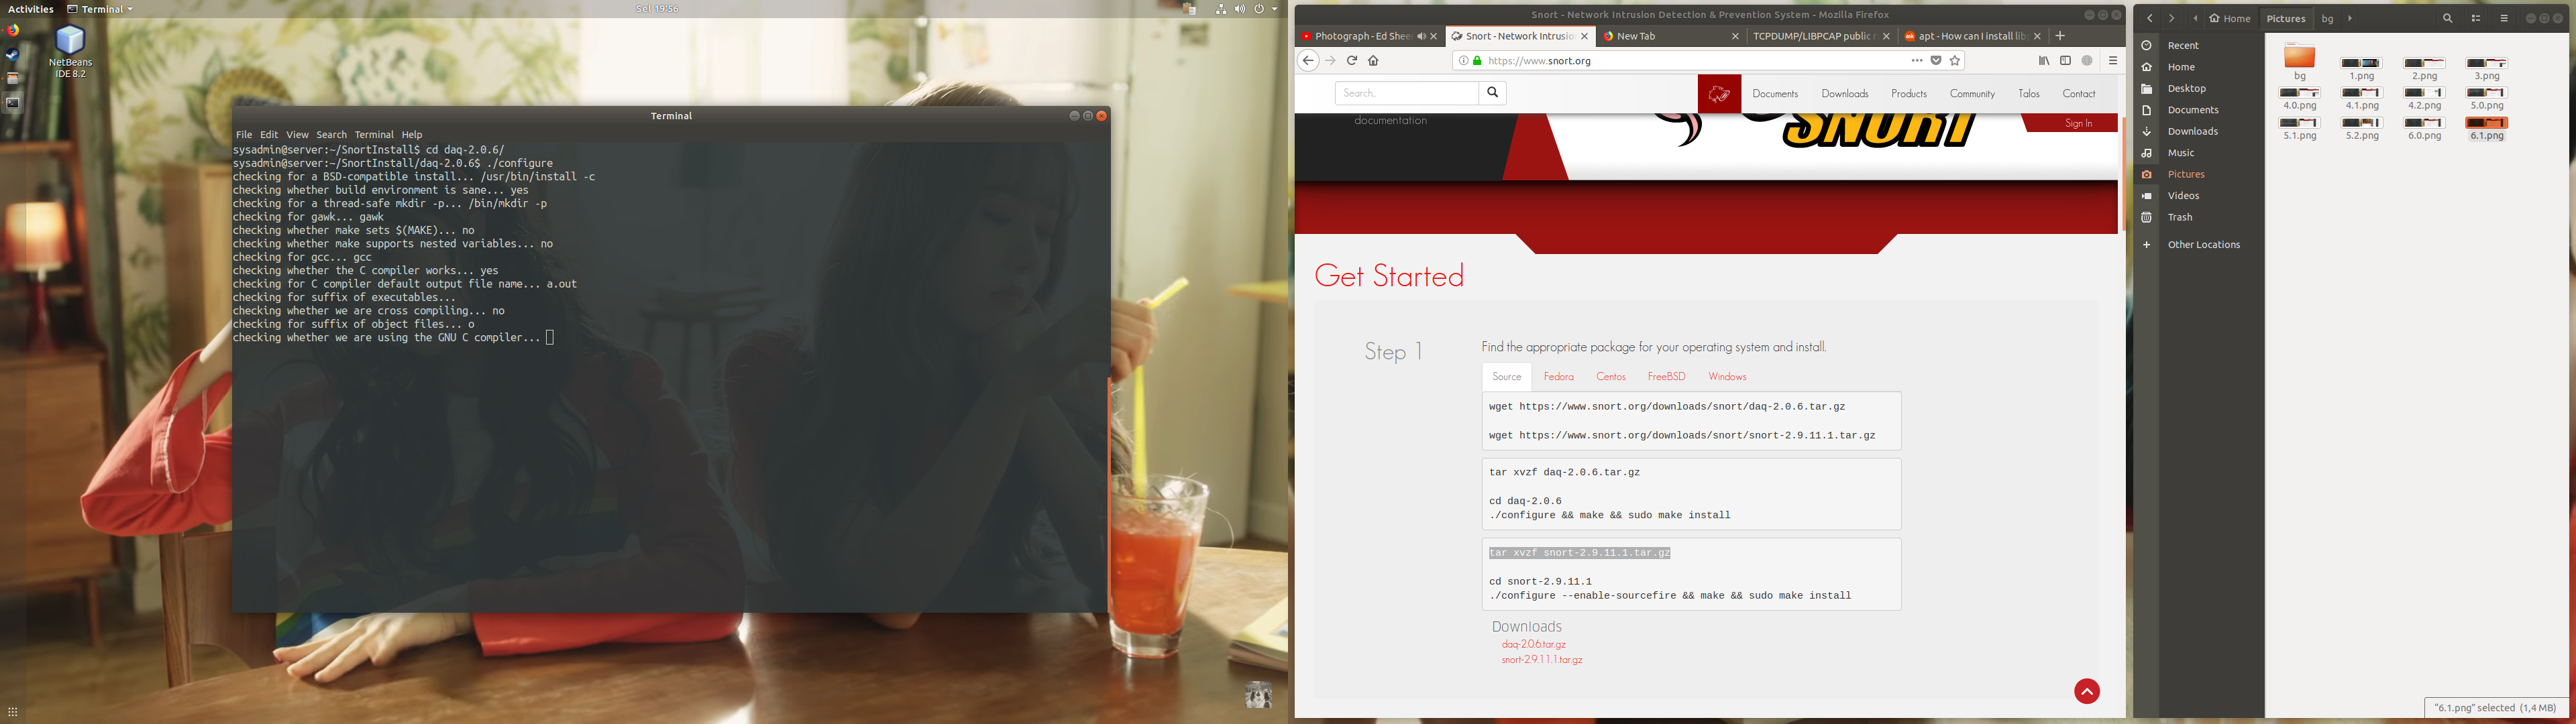 Activities
Terminal
Sel 19:56
NetBeans
IDE 8.2
Terminal
File Edit View Search Terminal Help
sysadmin@server:~/SnortInstall$ cd daq-2.0.6/
sysadmin@server:~/SnortInstall/daq-2.0.6$ ./configure
checking for a BSD-compatible install... /usr/bin/install -c
checking whether build environment is sane... yes
checking for a thread-safe mkdir -p... /bin/mkdir -p
checking for gawk... gawk
checking whether make sets $(MAKE)... no
checking whether make supports nested variables... no
checking for gcc... gcc
checking whether the C compiler works... yes
checking for C compiler default output file name... a.out
checking for suffix of executables...
checking whether we are cross compiling... no
checking for suffix of object files... o
checking whether we are using the GNU C compiler...
Snort - Network Intrusion Detection & Prevention System - Mozilla Firefox
Photograph - Ed Sheer
Snort - Network Intrusion
New Tab
TCPDUMP/LIBPCAP public r
apt - How can I install lib
https://www.snort.org
Search..
Documents Downloads Products Community Talos Contact
documentation
SNORT
Sign In
Get Started
Step 1
Find the appropriate package for your operating system and install.
Source Fedora Centos FreeBSD Windows
wget https://www.snort.org/downloads/snort/daq-2.0.6.tar.gz
wget https://www.snort.org/downloads/snort/snort-2.9.11.1.tar.gz
tar xvzf daq-2.0.6.tar.gz
cd daq-2.0.6
./configure && make && sudo make install
tar xvzf snort-2.9.11.1.tar.gz
cd snort-2.9.11.1
./configure --enable-sourcefire && make && sudo make install
Downloads
daq-2.0.6.tar.gz
snort-2.9.11.1.tar.gz
Home Pictures bg
Recent
Home
Desktop
Documents
Downloads
Music
Pictures
Videos
Trash
Other Locations
bg 1.png 2.png 3.png
4.0.png 4.1.png 4.2.png 5.0.png
5.1.png 5.2.png 6.0.png 6.1.png
"6.1.png" selected (1,4 MB)